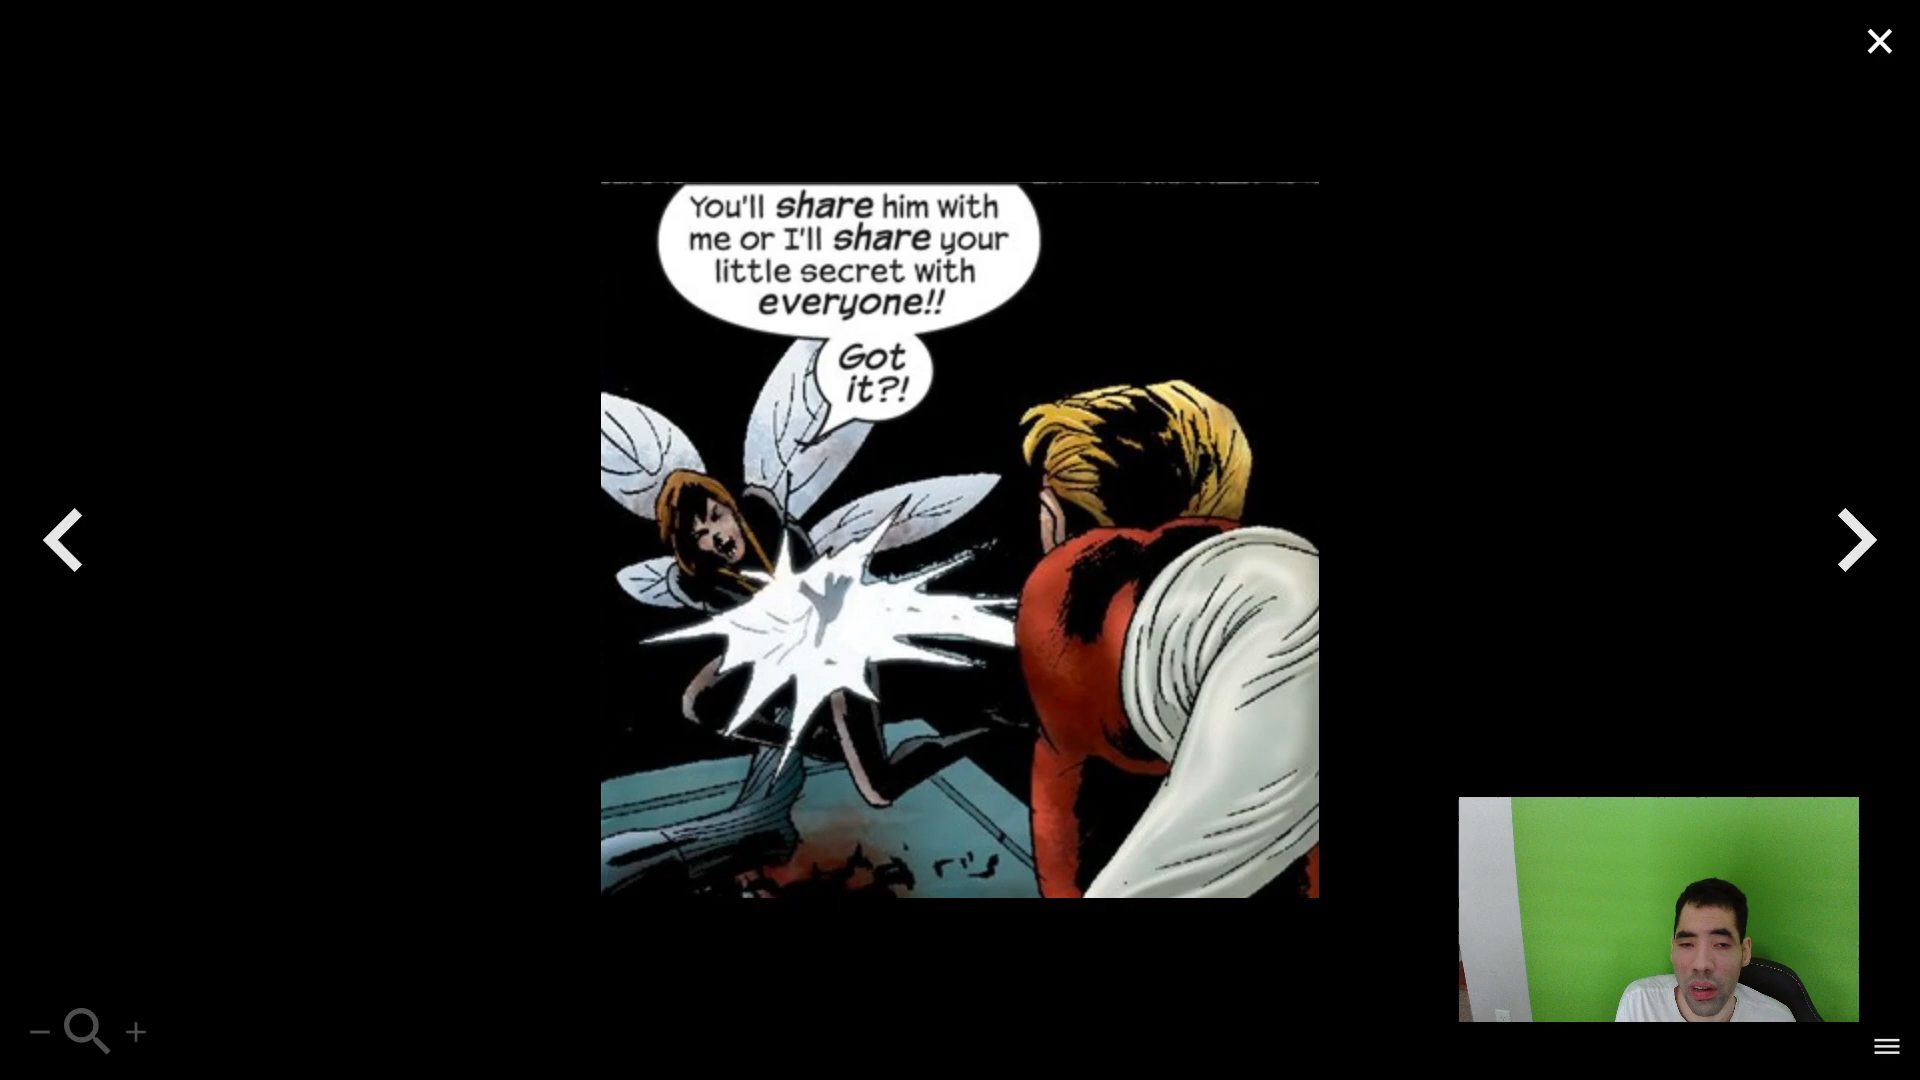 You'll share him with
me or I'll share your
little secret with
everyone!!
Got
it?!